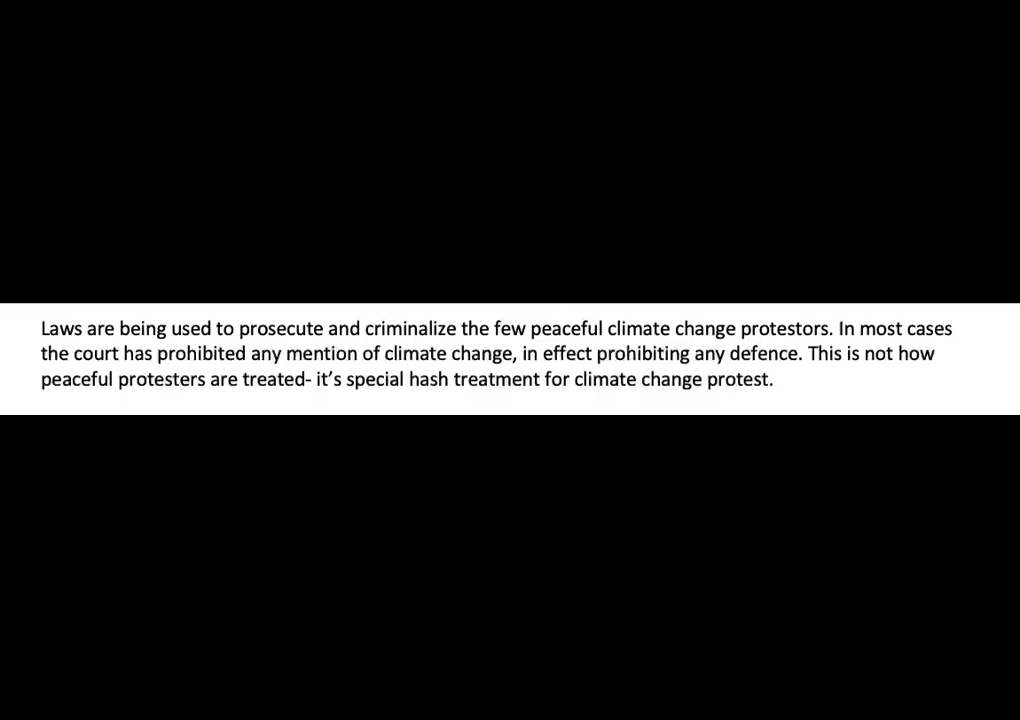 Laws are being used to prosecute and criminalize the few peaceful climate change protestors. In most cases
the court has prohibited any mention of climate change, in effect prohibiting any defence. This is not how
peaceful protesters are treated- it’s special hash treatment for climate change protest.